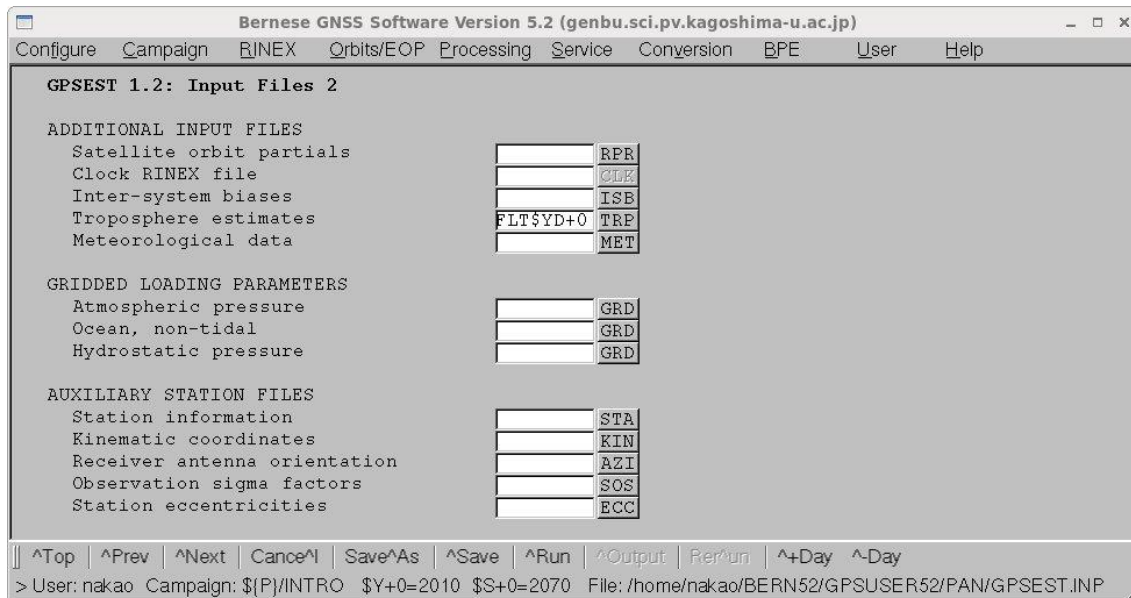 Bernese GNSS Software Version 5.2 (genbu.sci.pv.kagoshima-u.ac.jp)
Configure Campaign RINEX Orbits/EOP Processing Service Conversion BPE User Help
GPSEST 1.2: Input Files 2
ADDITIONAL INPUT FILES
Satellite orbit partials RPR
Clock RINEX file CLK
Inter-system biases ISB
Troposphere estimates FLT$YD+0 TRP
Meteorological data MET
GRIDDED LOADING PARAMETERS
Atmospheric pressure GRD
Ocean, non-tidal GRD
Hydrostatic pressure GRD
AUXILIARY STATION FILES
Station information STA
Kinematic coordinates KIN
Receiver antenna orientation AZI
Observation sigma factors SOS
Station eccentricities ECC
^Top | ^Prev | ^Next | Cance^l | Save^As | ^Save | ^Run | ^Output | Rer^un | ^+Day ^-Day
> User: nakao Campaign: ${P}/INTRO $Y+0=2010 $S+0=2070 File: /home/nakao/BERN52/GPSUSER52/PAN/GPSEST.INP